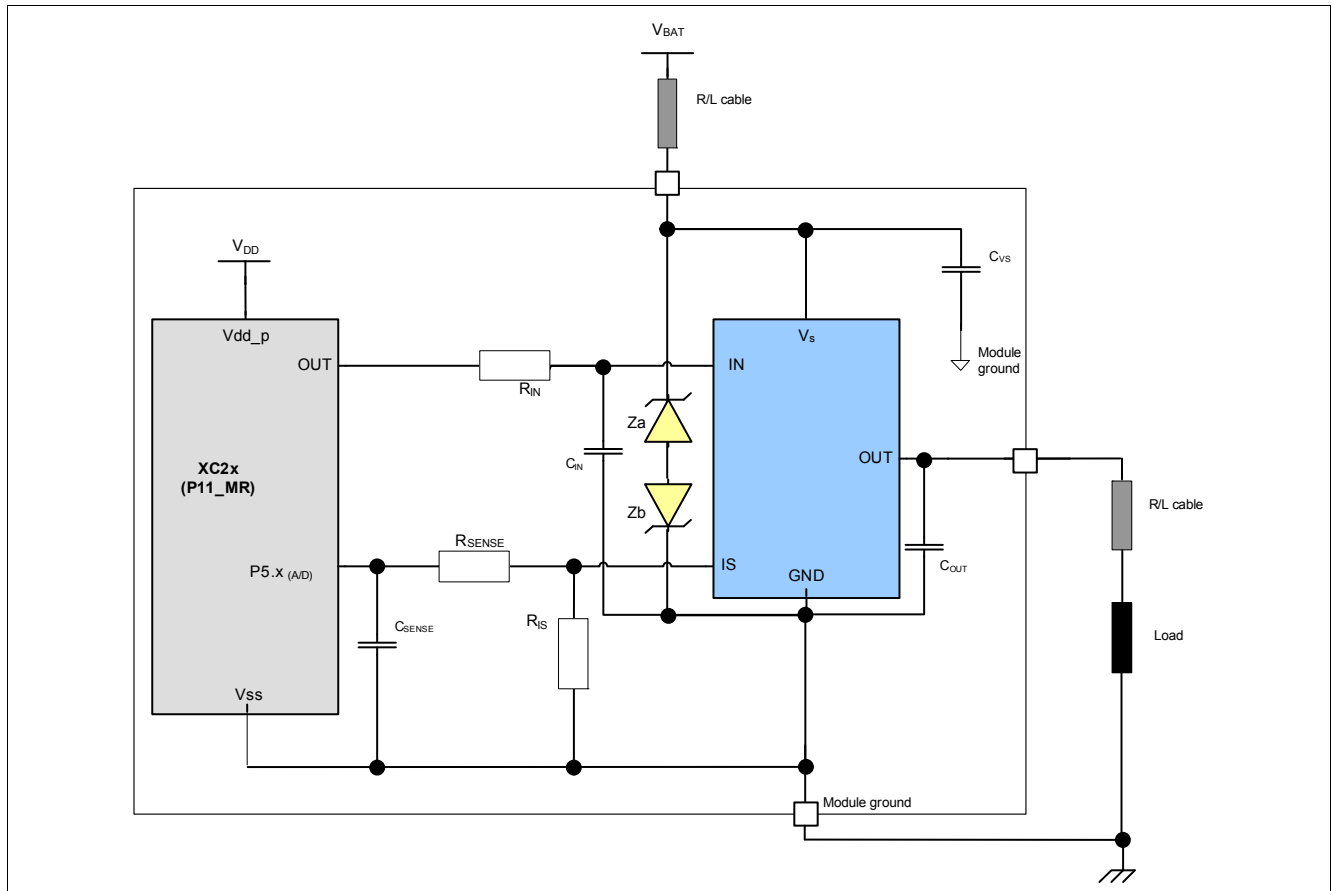 VBAT
R/L cable
VDD
CVS
Vdd_p
Vs
OUT
IN
Module
ground
RIN
Za
CIN
XC2x
(P11_MR)
OUT
Zb
R/L cable
RSENSE
P5.x (A/D)
IS
GND
COUT
RIS
CSENSE
Load
Vss
Module ground